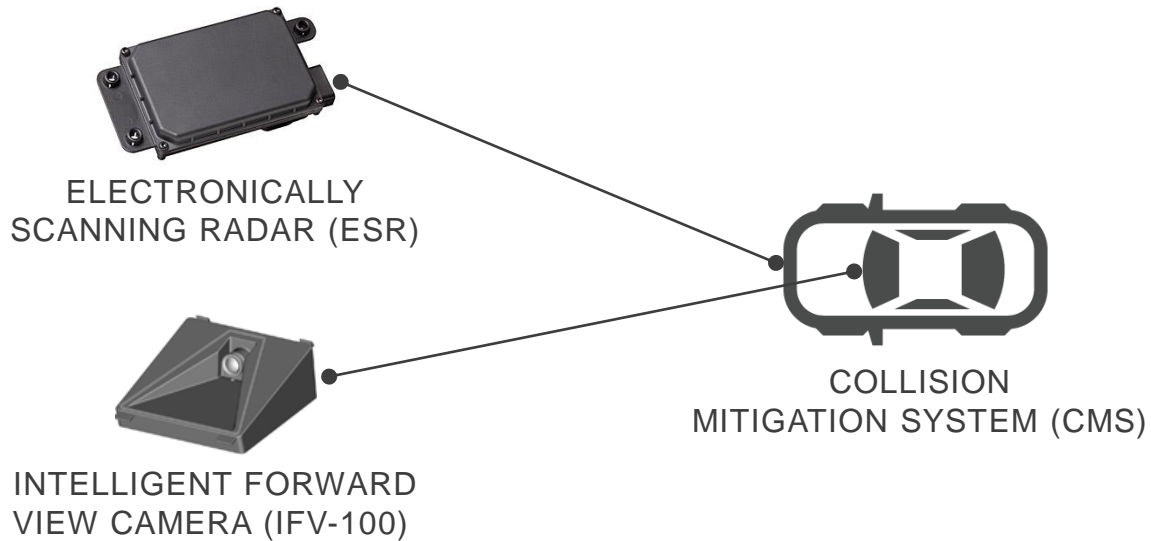 ELECTRONICALLY
SCANNING RADAR (ESR)
COLLISION
MITIGATION SYSTEM (CMS)
INTELLIGENT FORWARD
VIEW CAMERA (IFV-100)